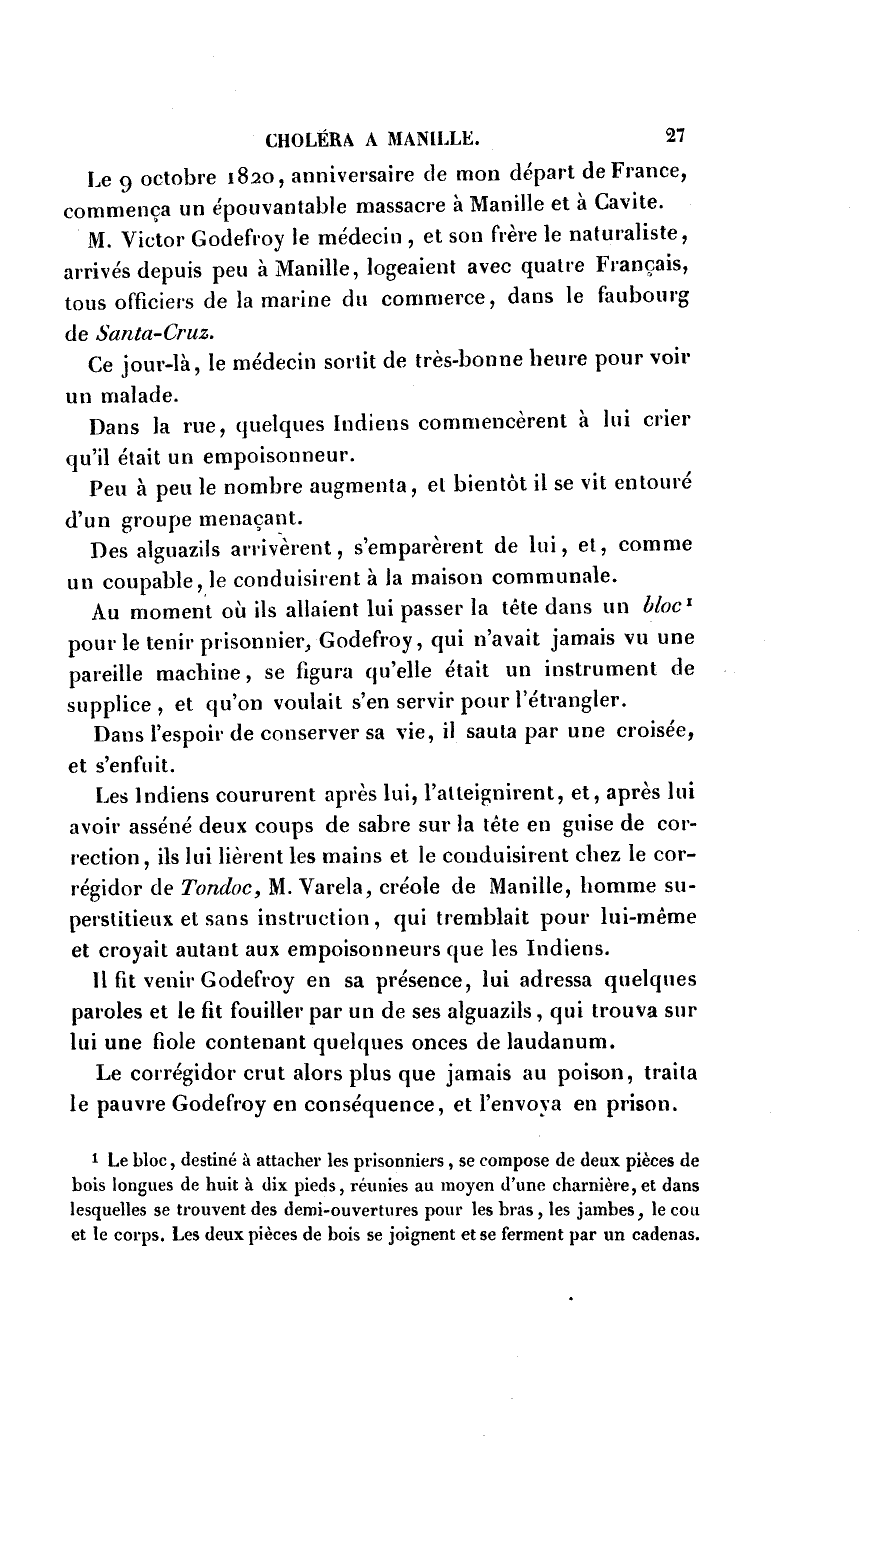 CHOLÉRA A MANILLE. 27
Le 9 octobre 1820, anniversaire de mon départ de France,
commença un épouvantable massacre à Manille et à Cavite.
M. Victor Godefroy le médecin, et son frère le naturaliste,
arrivés depuis peu à Manille, logeaient avec quatre Français,
tous officiers de la marine du commerce, dans le faubourg
de Santa-Cruz.
Ce jour-là, le médecin sortit de très-bonne heure pour voir
un malade.
Dans la rue, quelques Indiens commencèrent à lui crier
qu'il était un empoisonneur.
Peu à peu le nombre augmenta, et bientôt il se vit entouré
d'un groupe menaçant.
Des alguazils arrivèrent, s'emparèrent de lui, et, comme
un coupable, le conduisirent à la maison communale.
Au moment où ils allaient lui passer la tête dans un bloc¹
pour le tenir prisonnier, Godefroy, qui n'avait jamais vu une
pareille machine, se figura qu'elle était un instrument de
supplice, et qu'on voulait s'en servir pour l'étrangler.
Dans l'espoir de conserver sa vie, il sauta par une croisée,
et s'enfuit.
Les Indiens coururent après lui, l'atteignirent, et, après lui
avoir asséné deux coups de sabre sur la tête en guise de cor-
rection, ils lui lièrent les mains et le conduisirent chez le cor-
régidor de Tondoc, M. Varela, créole de Manille, homme su-
perstitieux et sans instruction, qui tremblait pour lui-même
et croyait autant aux empoisonneurs que les Indiens.
Il fit venir Godefroy en sa présence, lui adressa quelques
paroles et le fit fouiller par un de ses alguazils, qui trouva sur
lui une fiole contenant quelques onces de laudanum.
Le corrégidor crut alors plus que jamais au poison, traita
le pauvre Godefroy en conséquence, et l'envoya en prison.
¹ Le bloc, destiné à attacher les prisonniers, se compose de deux pièces de
bois longues de huit à dix pieds, réunies au moyen d'une charnière, et dans
lesquelles se trouvent des demi-ouvertures pour les bras, les jambes, le cou
et le corps. Les deux pièces de bois se joignent et se ferment par un cadenas.